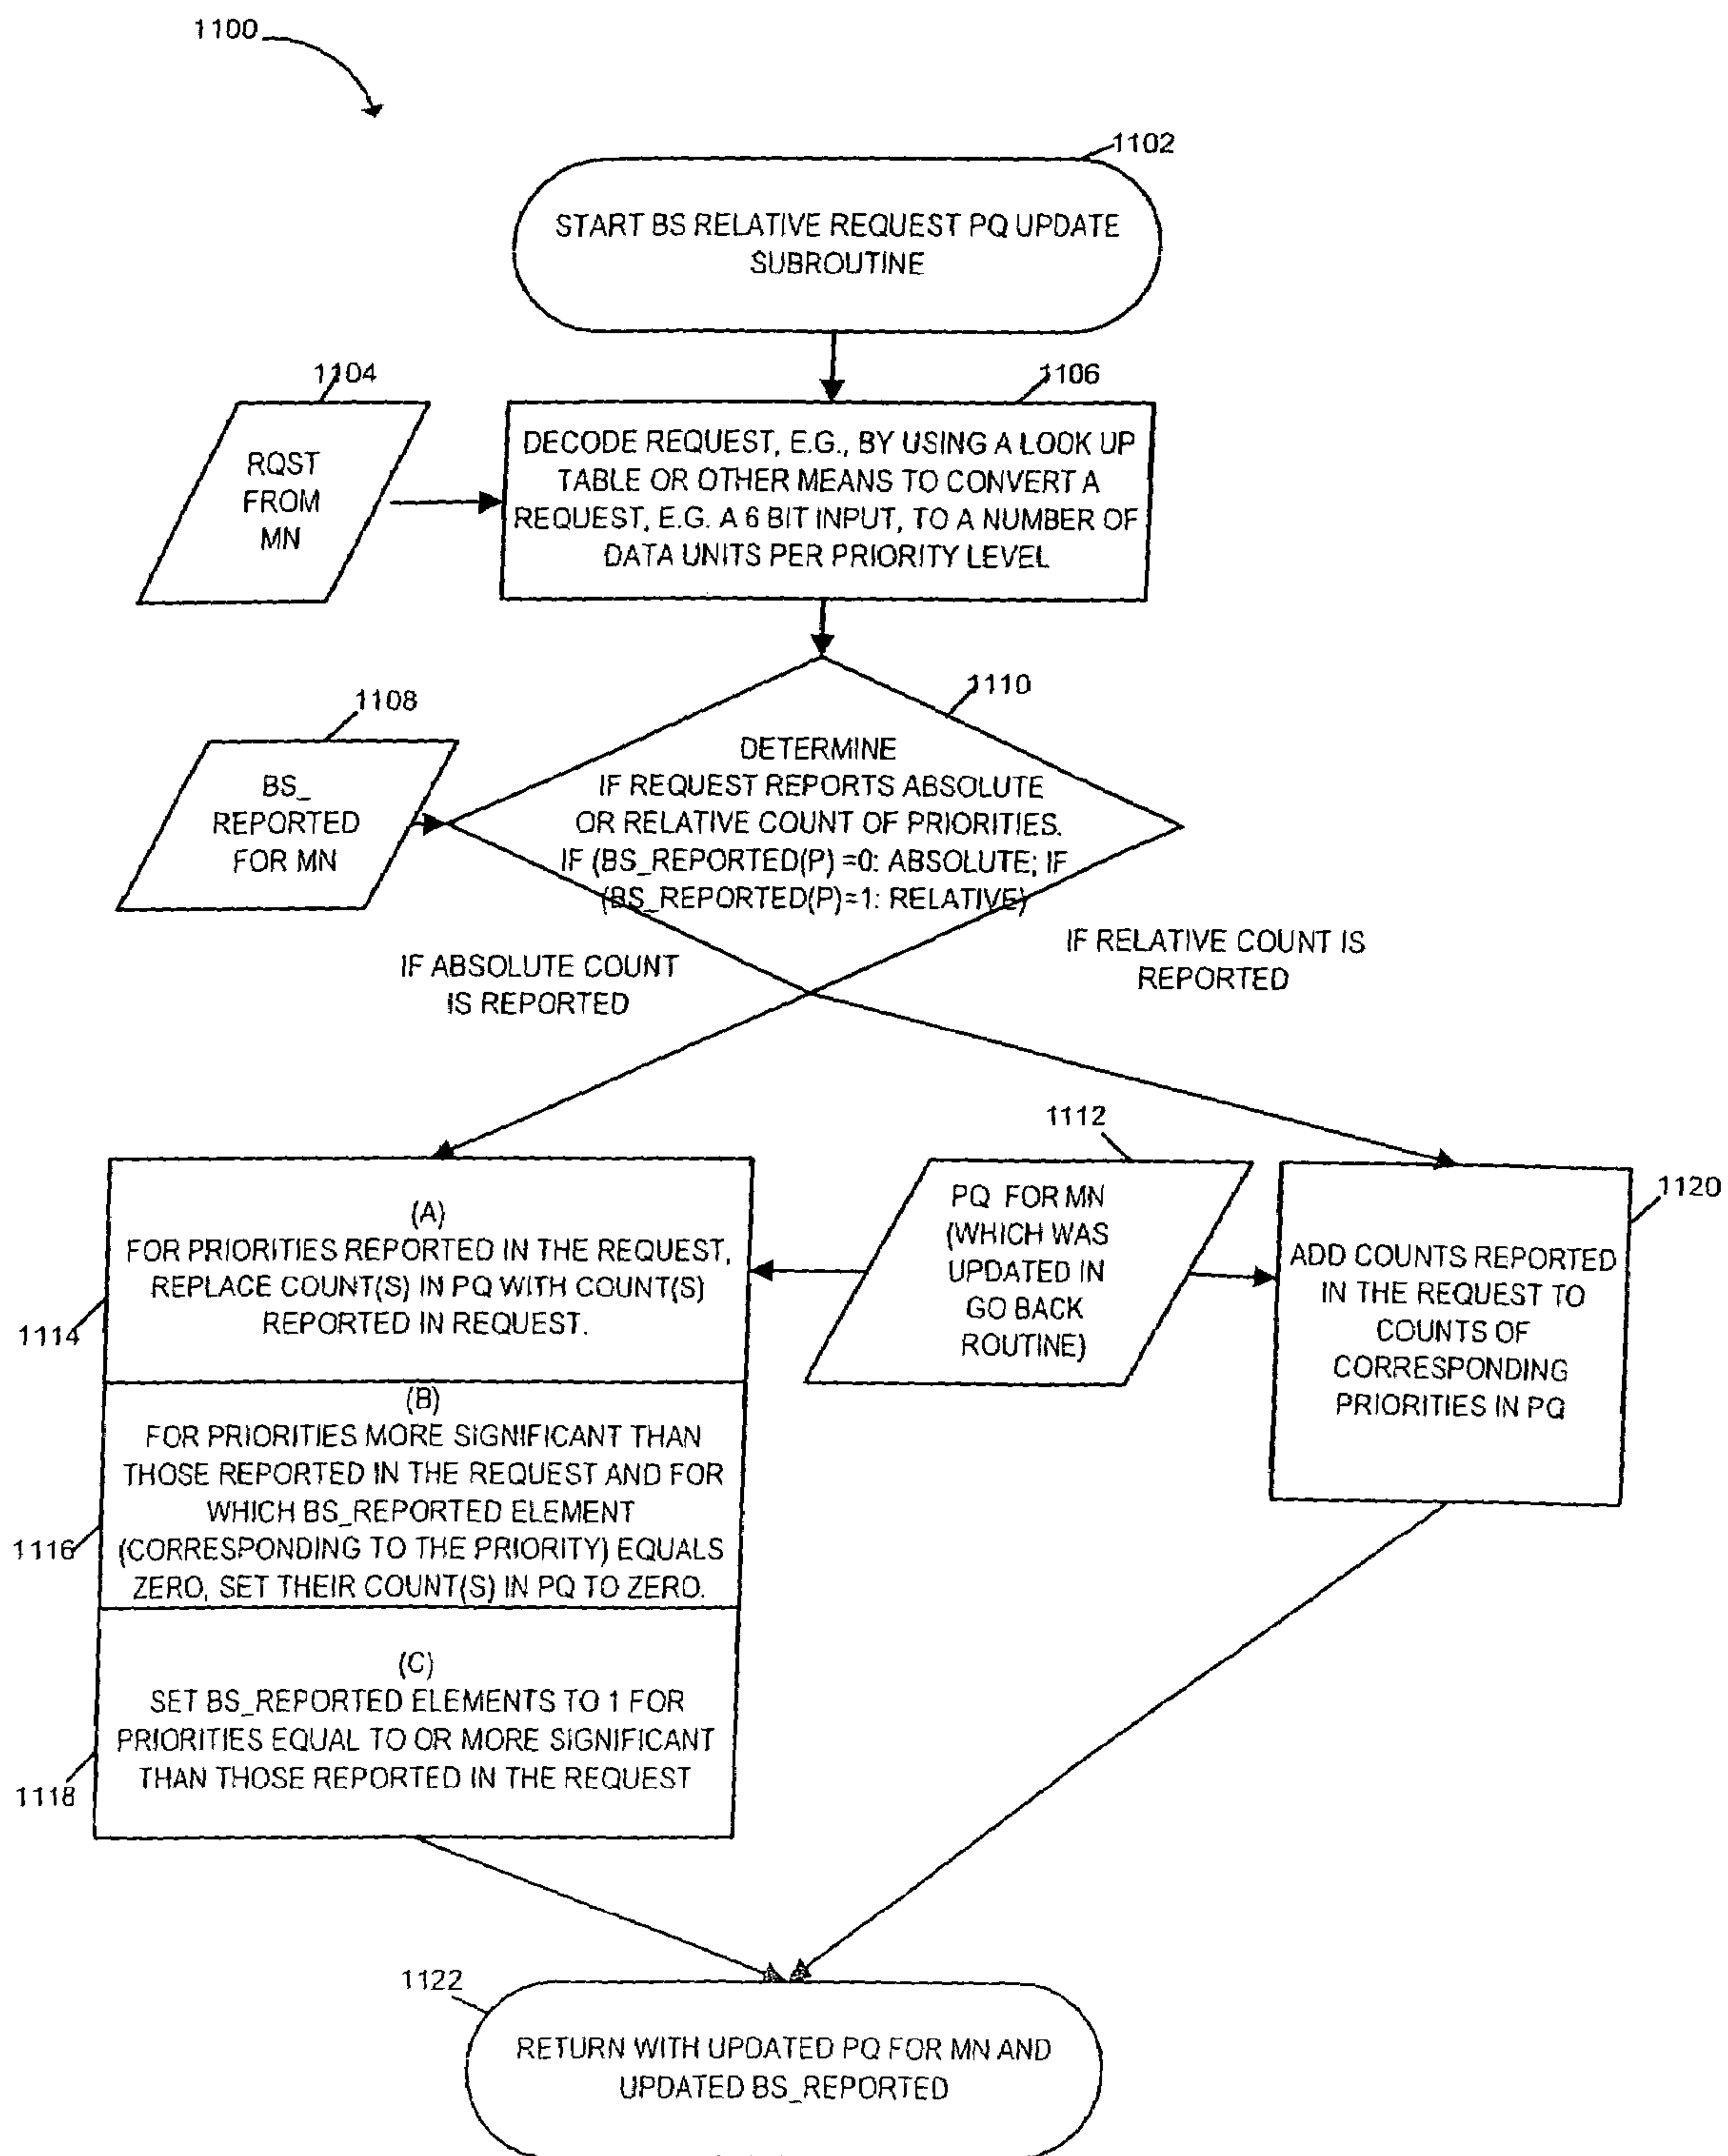 1100
1102
START BS RELATIVE REQUEST PQ UPDATE
SUBROUTINE
1104
RQST
FROM
MN
1106
DECODE REQUEST, E.G., BY USING A LOOK UP
TABLE OR OTHER MEANS TO CONVERT A
REQUEST, E.G. A 6 BIT INPUT, TO A NUMBER OF
DATA UNITS PER PRIORITY LEVEL
1108
BS_
REPORTED
FOR MN
1110
DETERMINE
IF REQUEST REPORTS ABSOLUTE
OR RELATIVE COUNT OF PRIORITIES.
IF (BS_REPORTED(P) =0: ABSOLUTE; IF
(BS_REPORTED(P)=1: RELATIVE)
IF ABSOLUTE COUNT
IS REPORTED
IF RELATIVE COUNT IS
REPORTED
1112
PQ FOR MN
(WHICH WAS
UPDATED IN
GO BACK
ROUTINE)
1114
(A)
FOR PRIORITIES REPORTED IN THE REQUEST,
REPLACE COUNT(S) IN PQ WITH COUNT(S)
REPORTED IN REQUEST.
1116
(B)
FOR PRIORITIES MORE SIGNIFICANT THAN
THOSE REPORTED IN THE REQUEST AND FOR
WHICH BS_REPORTED ELEMENT
(CORRESPONDING TO THE PRIORITY) EQUALS
ZERO, SET THEIR COUNT(S) IN PQ TO ZERO.
1118
(C)
SET BS_REPORTED ELEMENTS TO 1 FOR
PRIORITIES EQUAL TO OR MORE SIGNIFICANT
THAN THOSE REPORTED IN THE REQUEST
1120
ADD COUNTS REPORTED
IN THE REQUEST TO
COUNTS OF
CORRESPONDING
PRIORITIES IN PQ
1122
RETURN WITH UPDATED PQ FOR MN AND
UPDATED BS_REPORTED